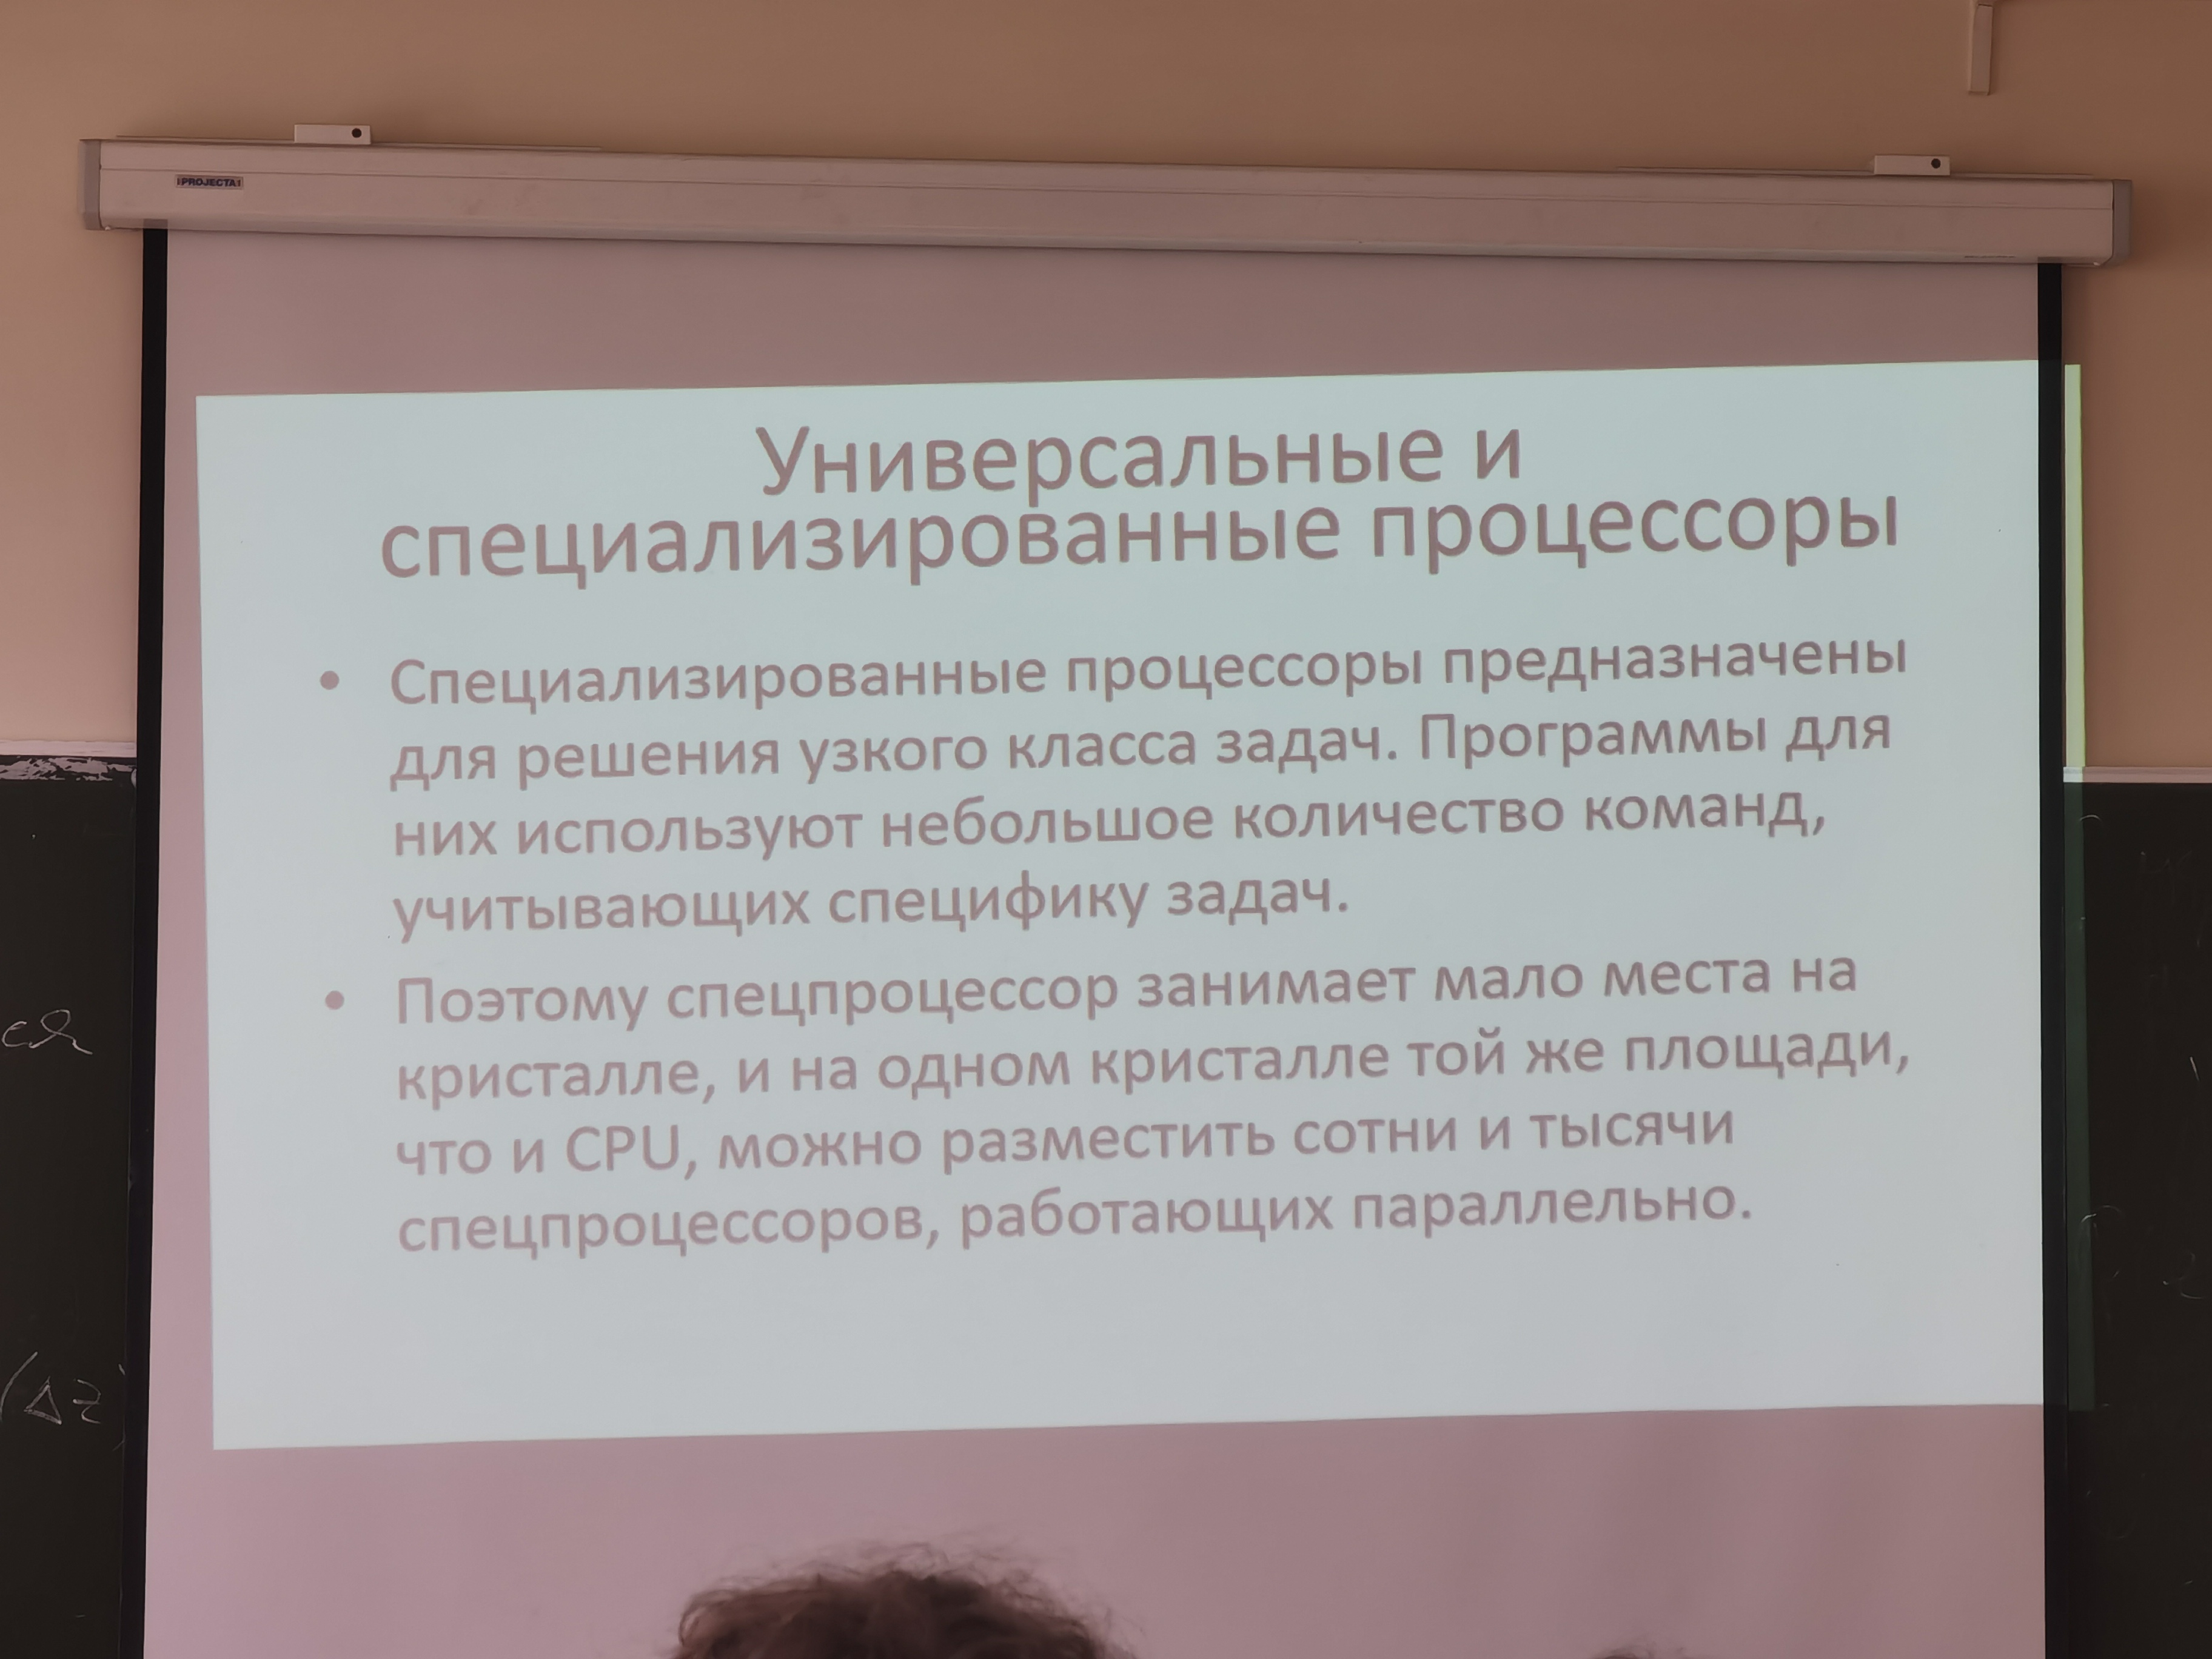 PROJECTA
Универсальные и
специализированные процессоры
• Специализированные процессоры предназначены
для решения узкого класса задач. Программы для
них используют небольшое количество команд,
учитывающих специфику задач.
• Поэтому спецпроцессор занимает мало места на
кристалле, и на одном кристалле той же площади,
что и CPU, можно разместить сотни и тысячи
спецпроцессоров, работающих параллельно.
ся